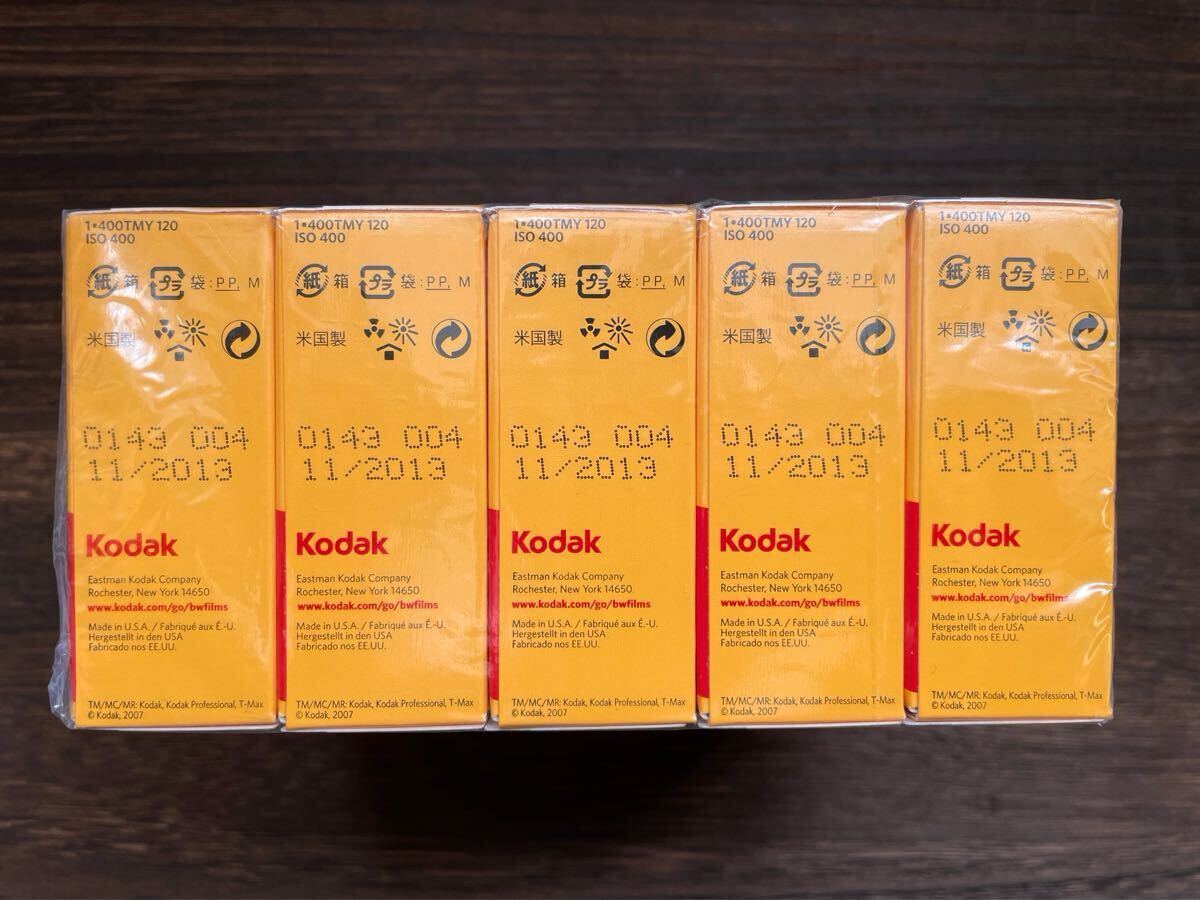 1▪400TMY 120
ISO 400
紙 箱 プラ 袋:PP, M
米国製
0143 004
11/2013
Kodak
Eastman Kodak Company
Rochester, New York 14650
www.kodak.com/go/bwfilms
Made in U.S.A. / Fabriqué aux É.-U.
Hergestellt in den USA
Fabricado nos EE.UU.
TM/MC/MR: Kodak, Kodak Professional, T-Max
© Kodak, 2007
1▪400TMY 120
ISO 400
紙 箱 プラ 袋:PP, M
米国製
0143 004
11/2013
Kodak
Eastman Kodak Company
Rochester, New York 14650
www.kodak.com/go/bwfilms
Made in U.S.A. / Fabriqué aux É.-U.
Hergestellt in den USA
Fabricado nos EE.UU.
TM/MC/MR: Kodak, Kodak Professional, T-Max
© Kodak, 2007
1▪400TMY 120
ISO 400
紙 箱 プラ 袋:PP, M
米国製
0143 004
11/2013
Kodak
Eastman Kodak Company
Rochester, New York 14650
www.kodak.com/go/bwfilms
Made in U.S.A. / Fabriqué aux É.-U.
Hergestellt in den USA
Fabricado nos EE.UU.
TM/MC/MR: Kodak, Kodak Professional, T-Max
© Kodak, 2007
1▪400TMY 120
ISO 400
紙 箱 プラ 袋:PP, M
米国製
0143 004
11/2013
Kodak
Eastman Kodak Company
Rochester, New York 14650
www.kodak.com/go/bwfilms
Made in U.S.A. / Fabriqué aux É.-U.
Hergestellt in den USA
Fabricado nos EE.UU.
TM/MC/MR: Kodak, Kodak Professional, T-Max
© Kodak, 2007
1▪400TMY 120
ISO 400
紙 箱 プラ 袋:PP, M
米国製
0143 004
11/2013
Kodak
Eastman Kodak Company
Rochester, New York 14650
www.kodak.com/go/bwfilms
Made in U.S.A. / Fabriqué aux É.-U.
Hergestellt in den USA
Fabricado nos EE.UU.
TM/MC/MR: Kodak, Kodak Professional, T-Max
© Kodak, 2007